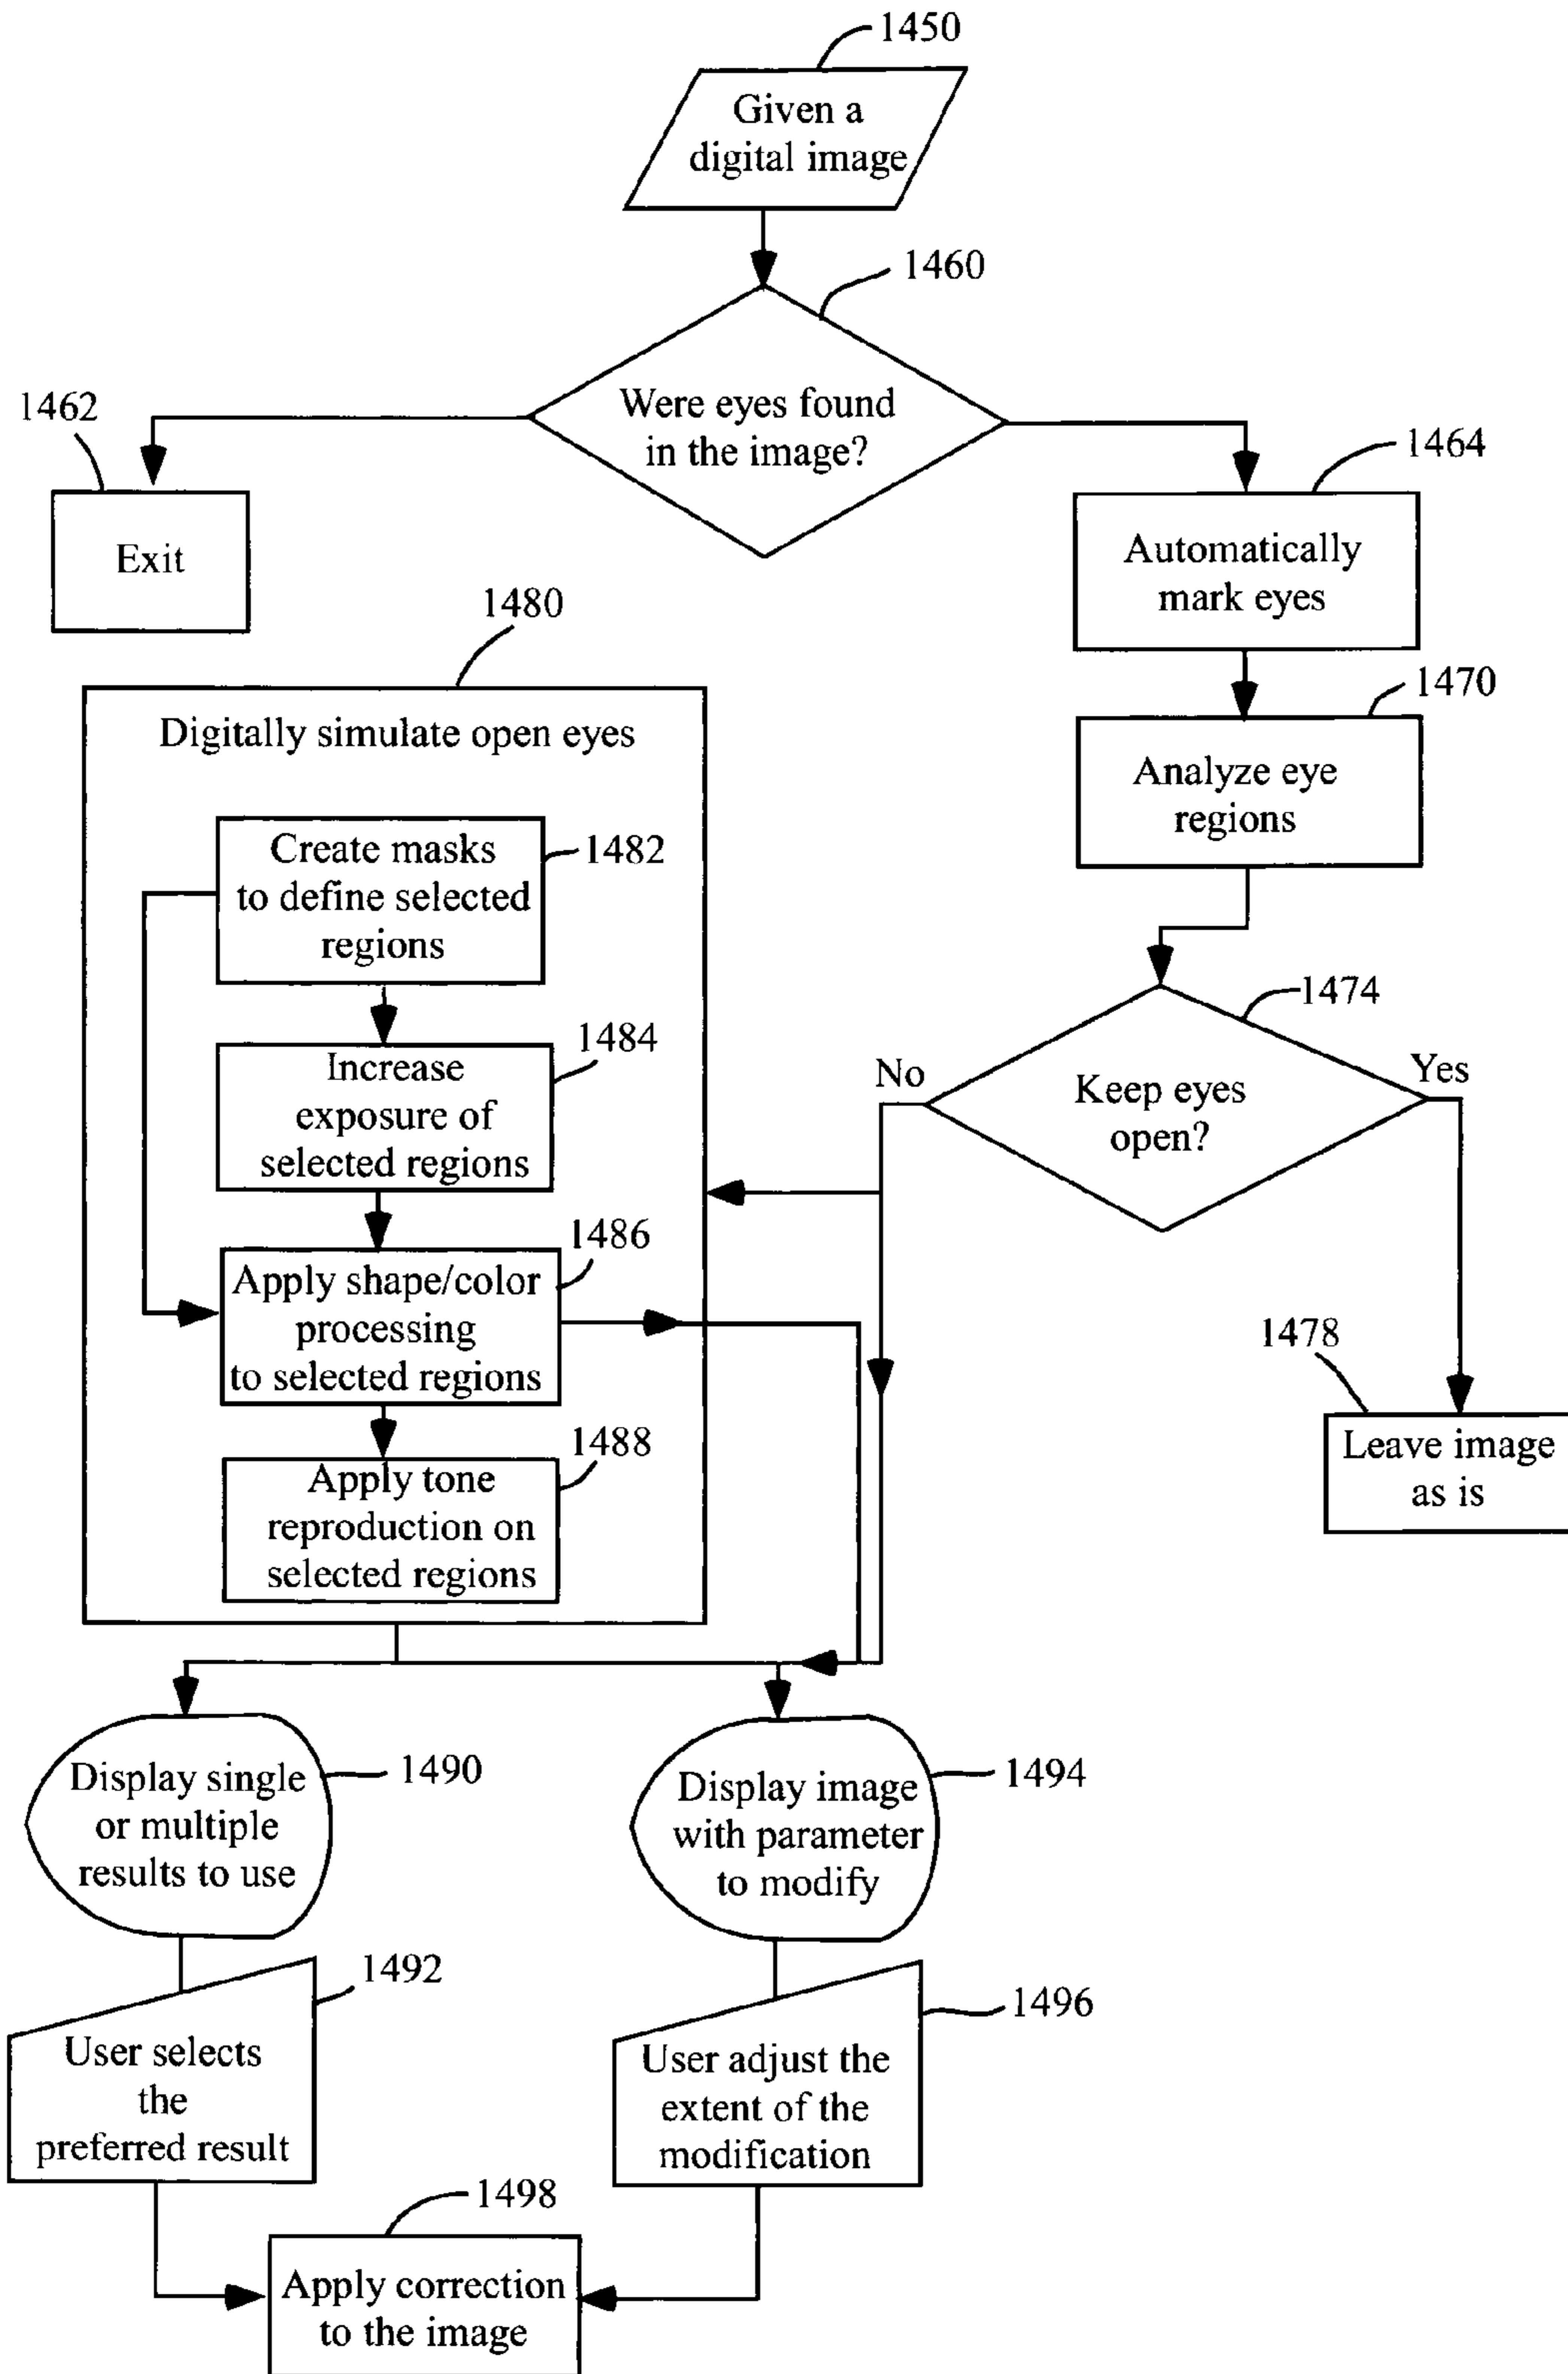 1450
Given a
digital image
1460
Were eyes found
in the image?
1462
Exit
1464
Automatically
mark eyes
1470
Analyze eye
regions
1474
Keep eyes
open?
No
Yes
1478
Leave image
as is
1480
Digitally simulate open eyes
1482
Create masks
to define selected
regions
1484
Increase
exposure of
selected regions
1486
Apply shape/color
processing
to selected regions
1488
Apply tone
reproduction on
selected regions
1490
Display single
or multiple
results to use
1494
Display image
with parameter
to modify
1492
User selects
the
preferred result
1496
User adjust the
extent of the
modification
1498
Apply correction
to the image